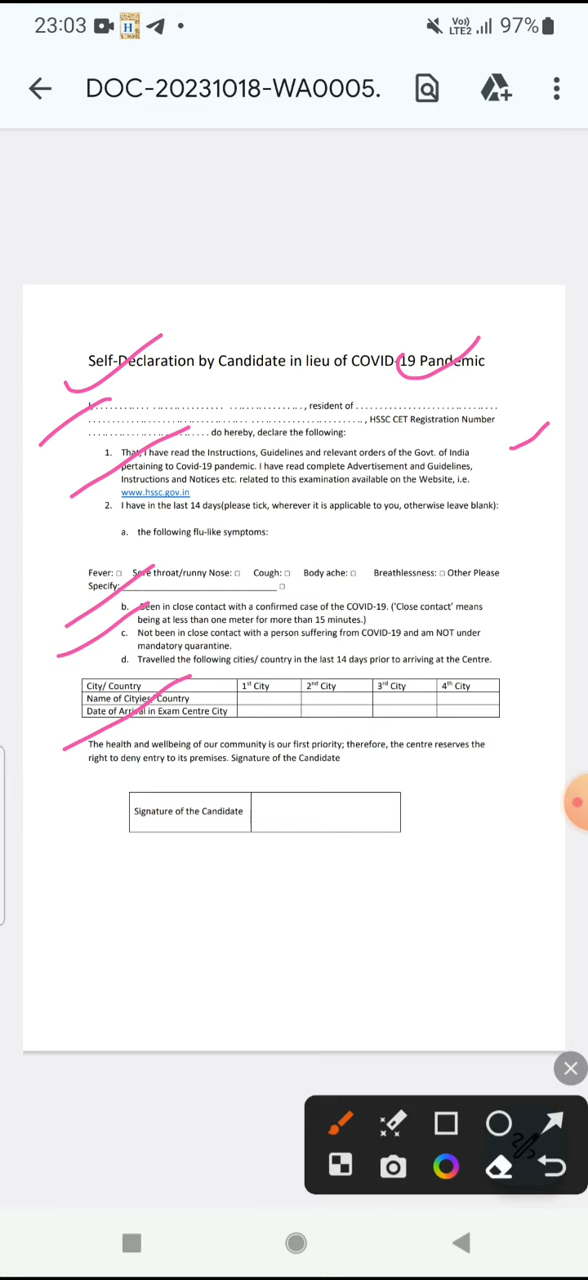 23:03 H Vo)) LTE2 97%
DOC-20231018-WA0005.
Self-Declaration by Candidate in lieu of COVID-19 Pandemic
I.................................................., resident of ..................................
.................................................................., HSSC CET Registration Number
............................. do hereby, declare the following:
1. That, I have read the Instructions, Guidelines and relevant orders of the Govt. of India
pertaining to Covid-19 pandemic. I have read complete Advertisement and Guidelines,
Instructions and Notices etc. related to this examination available on the Website, i.e.
www.hssc.gov.in
2. I have in the last 14 days(please tick, wherever it is applicable to you, otherwise leave blank):
a. the following flu-like symptoms:
Fever: □ Sore throat/runny Nose: □ Cough: □ Body ache: □ Breathlessness: □ Other Please
Specify:______________________________ □
b. Been in close contact with a confirmed case of the COVID-19. ('Close contact' means
being at less than one meter for more than 15 minutes.)
c. Not been in close contact with a person suffering from COVID-19 and am NOT under
mandatory quarantine.
d. Travelled the following cities/ country in the last 14 days prior to arriving at the Centre.
City/ Country 1st City 2nd City 3rd City 4th City
Name of Cityies/Country
Date of Arrival in Exam Centre City
The health and wellbeing of our community is our first priority; therefore, the centre reserves the
right to deny entry to its premises. Signature of the Candidate
Signature of the Candidate